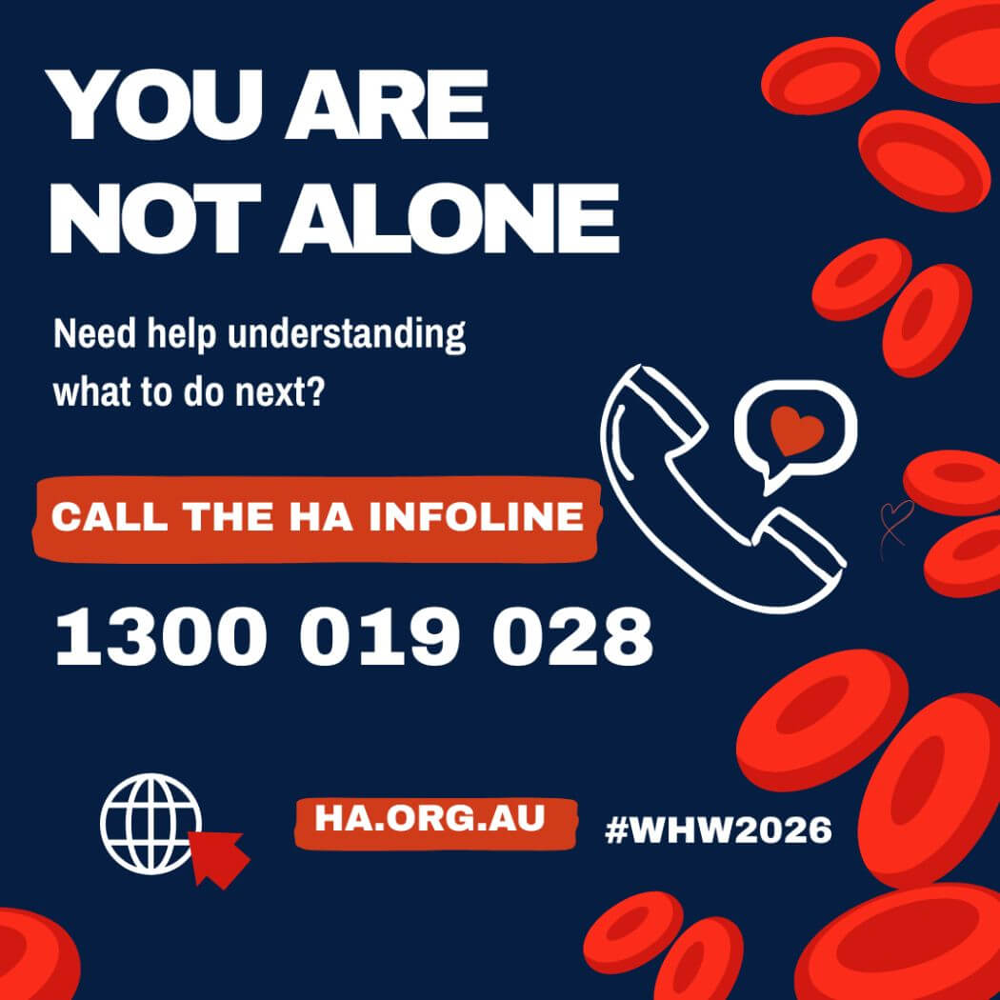 YOU ARE
NOT ALONE
Need help understanding
what to do next?
CALL THE HA INFOLINE
1300 019 028
HA.ORG.AU
#WHW2026